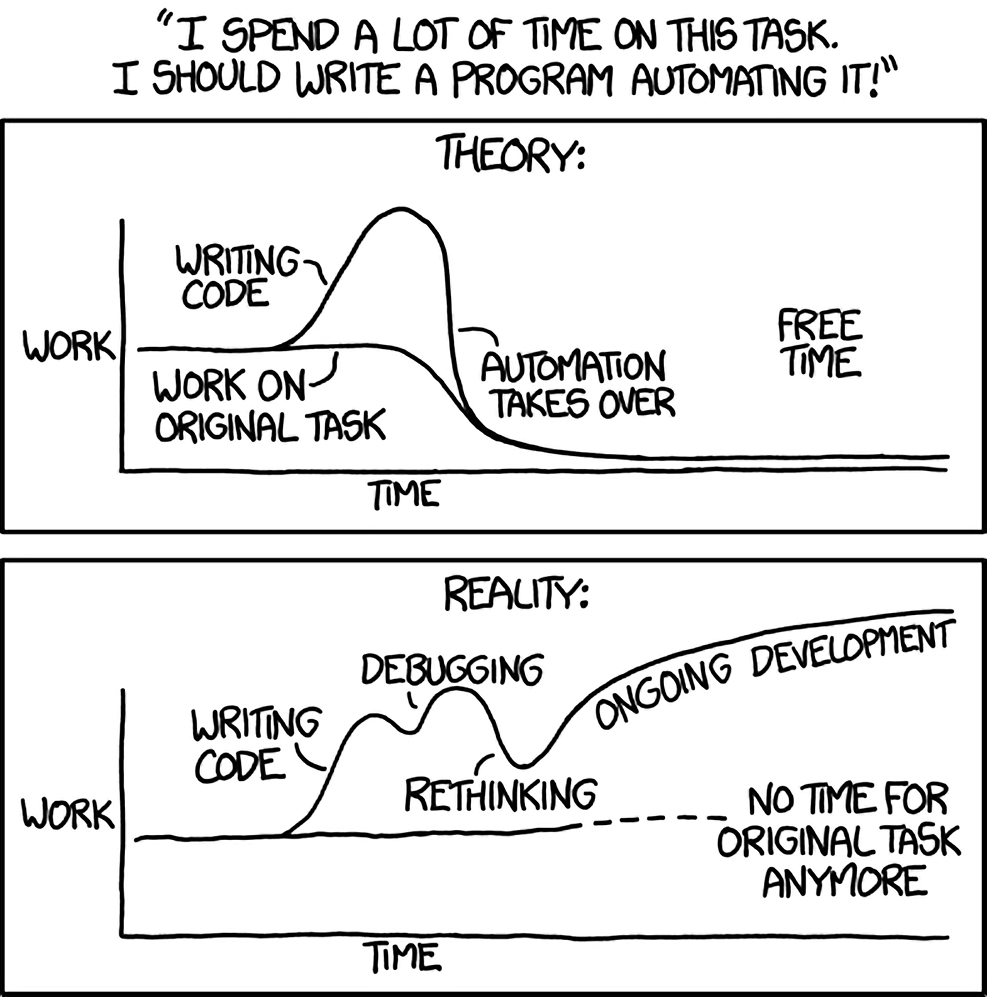 "I SPEND A LOT OF TIME ON THIS TASK.
I SHOULD WRITE A PROGRAM AUTOMATING IT!"
THEORY:
WRITING
CODE
WORK
WORK ON
ORIGINAL TASK
AUTOMATION
TAKES OVER
FREE
TIME
TIME
REALITY:
DEBUGGING
WRITING
CODE
ONGOING DEVELOPMENT
RETHINKING
WORK
NO TIME FOR
ORIGINAL TASK
ANYMORE
TIME